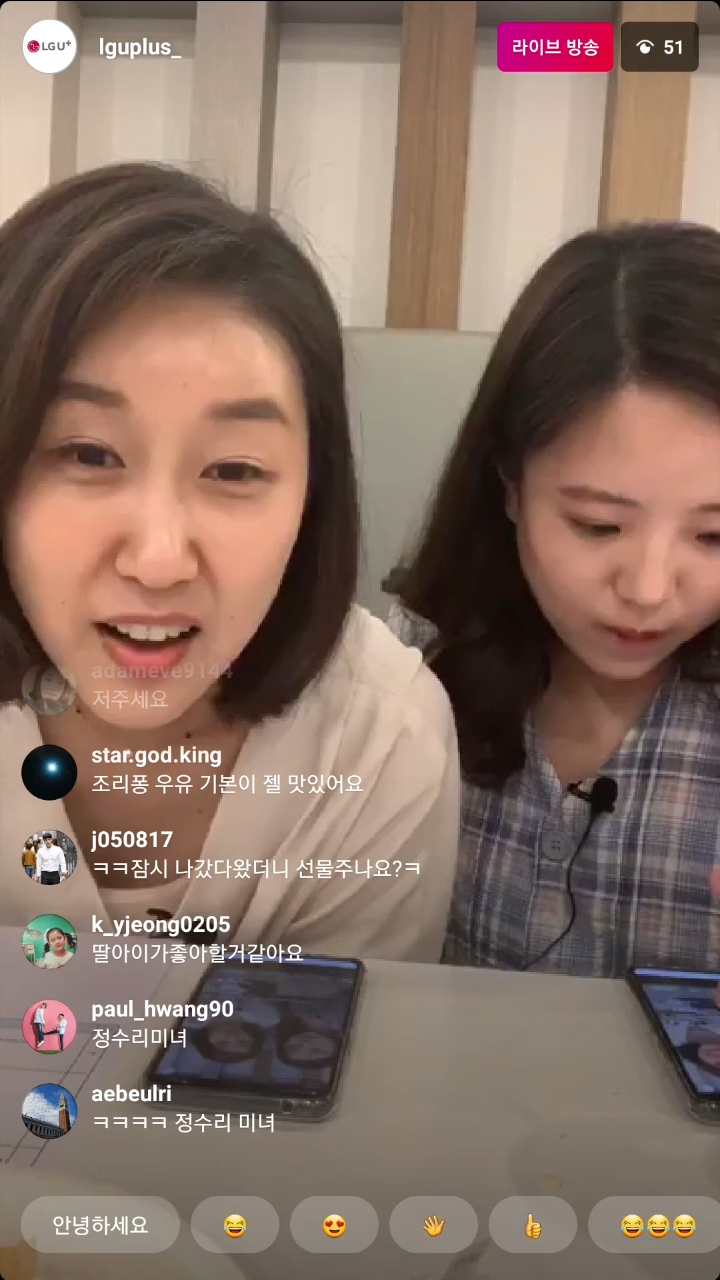 LG U+
lguplus_
라이브 방송
51
adameve9144
저주세요
star.god.king
조리퐁 우유 기본이 젤 맛있어요
j050817
ㅋㅋ잠시 나갔다왔더니 선물주나요?ㅋ
k_yjeong0205
딸아이가좋아할거같아요
paul_hwang90
정수리미녀
aebeulri
ㅋㅋㅋㅋ 정수리 미녀
안녕하세요